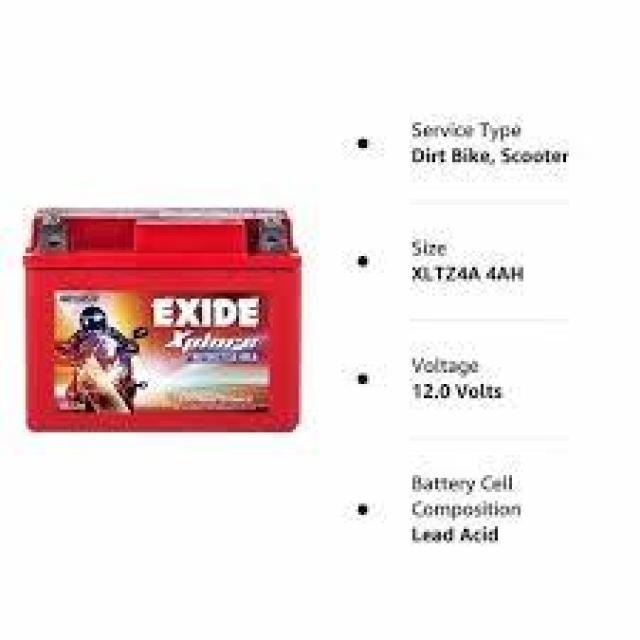 EXIDE
Xplore
Service Type
Dirt Bike, Scooter
Size
XLTZ4A 4AH
Voltage
12.0 Volts
Battery Cell
Composition
Lead Acid